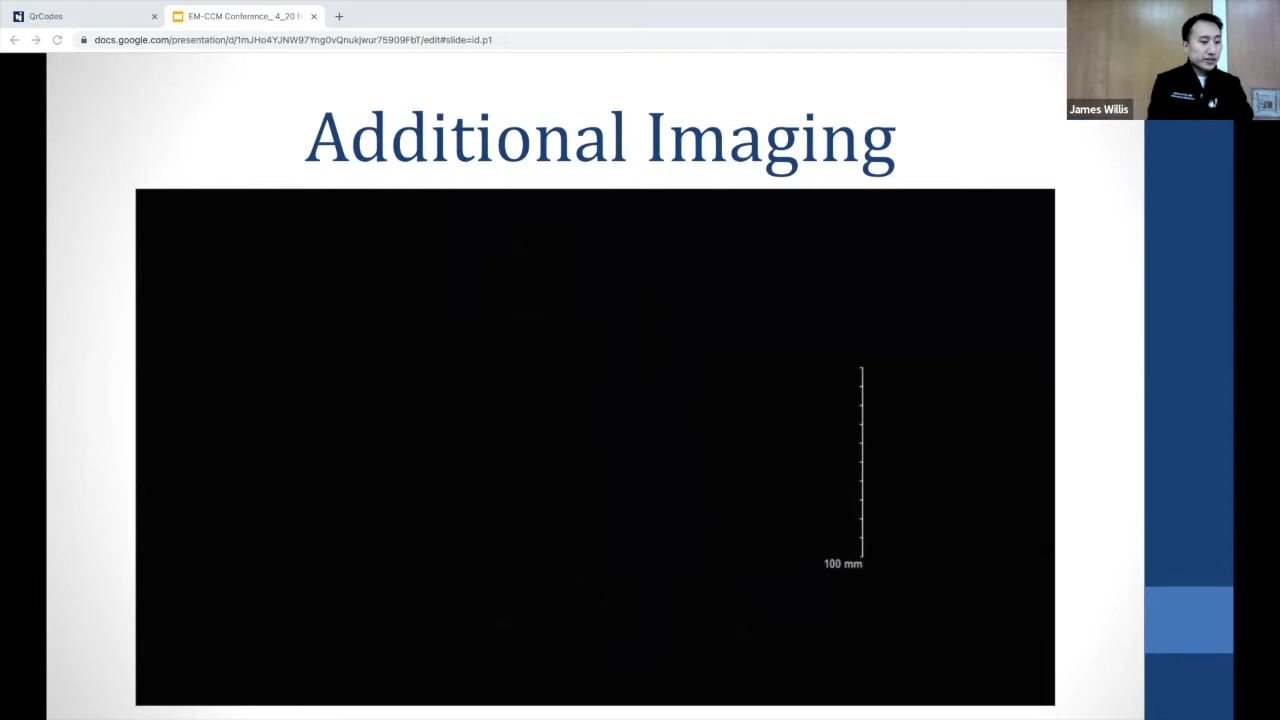 QrCodes
EM-CCM Conference_ 4_20
docs.google.com/presentation/d/1mJHo4YJNW97Yng0vQnukjwur75909FbT/edit#slide=id.p1
James Willis
Additional Imaging
100 mm